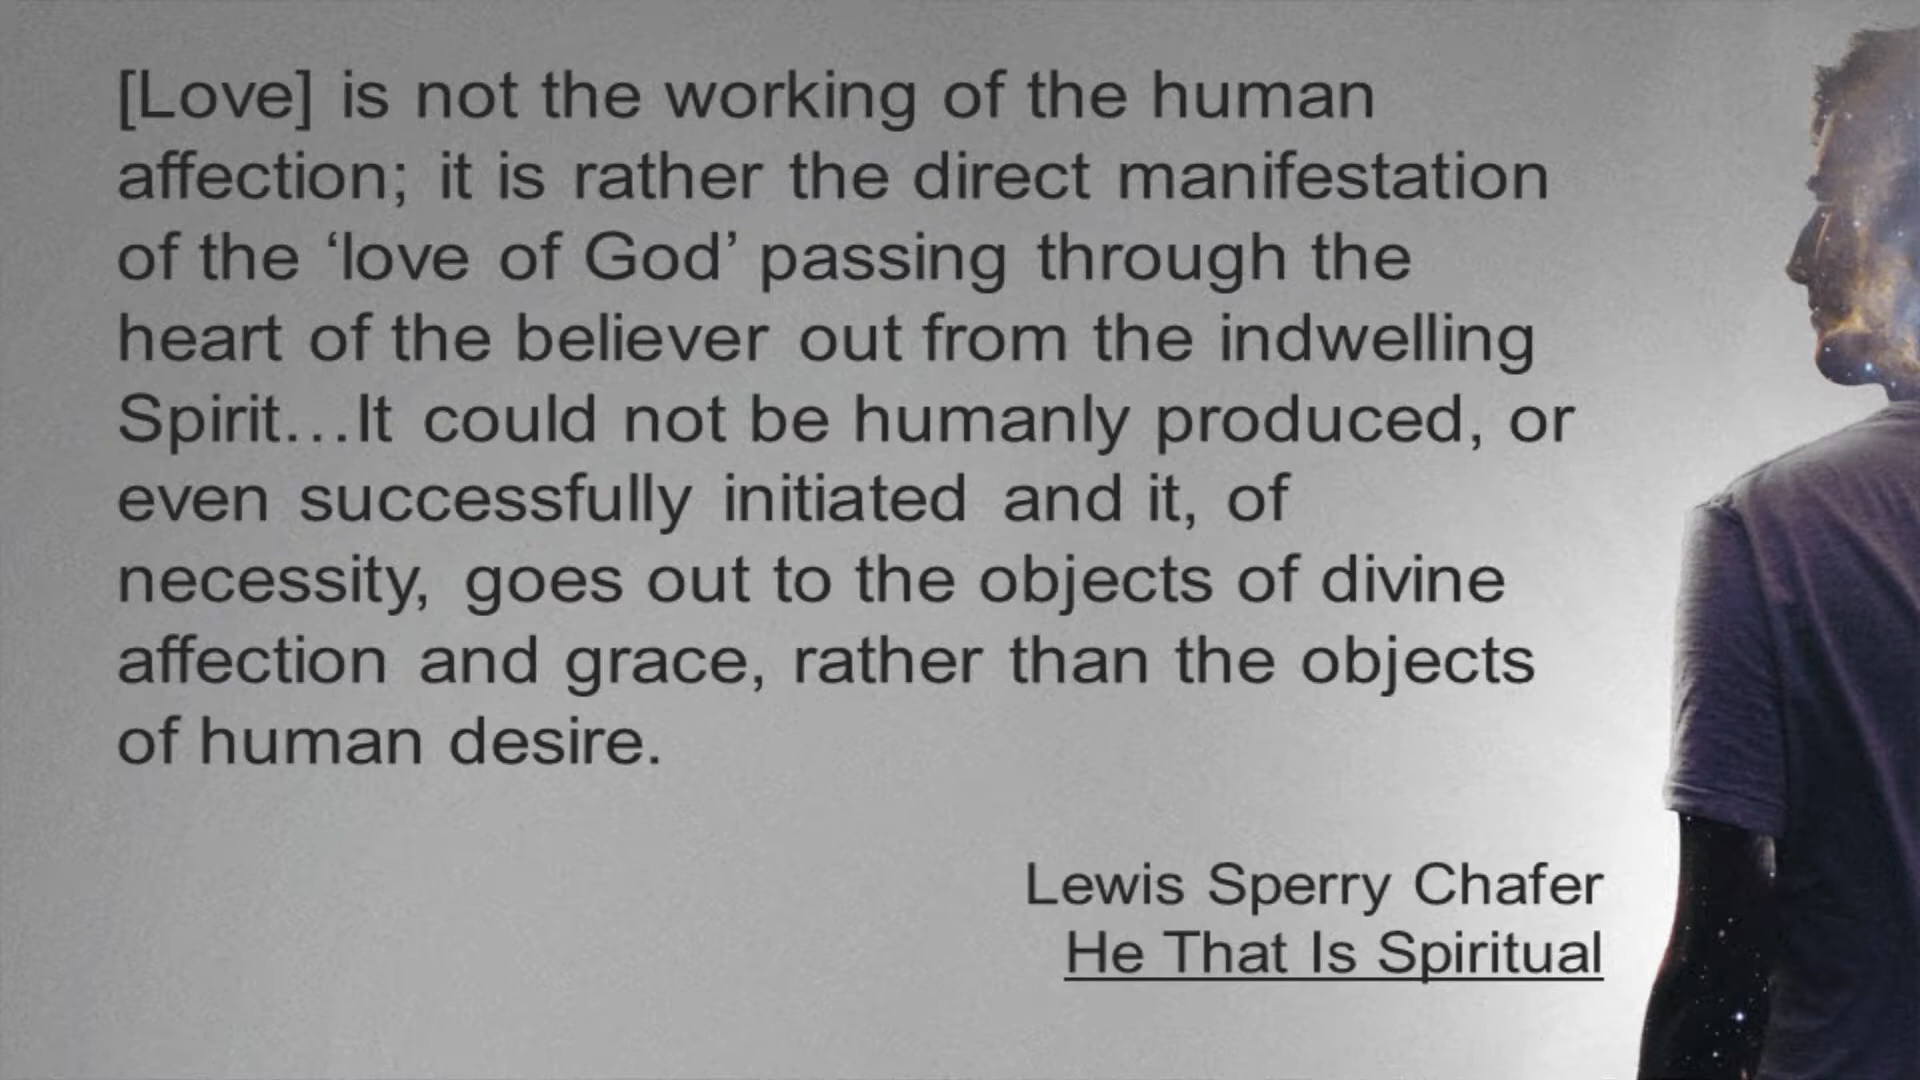 [Love] is not the working of the human
affection; it is rather the direct manifestation
of the ‘love of God’ passing through the
heart of the believer out from the indwelling
Spirit…It could not be humanly produced, or
even successfully initiated and it, of
necessity, goes out to the objects of divine
affection and grace, rather than the objects
of human desire.
Lewis Sperry Chafer
He That Is Spiritual